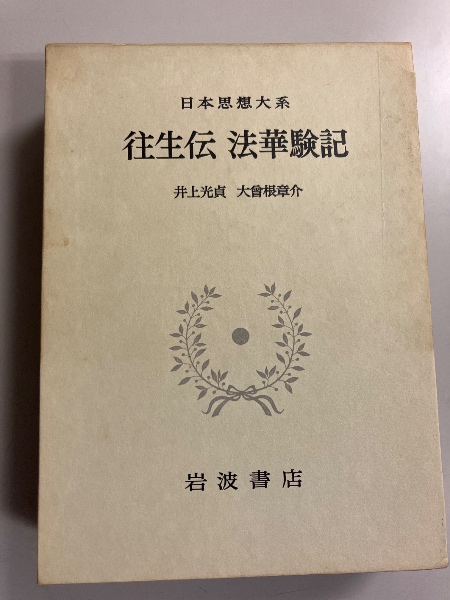 日本思想大系
往生伝 法華験記
井上光貞 大曾根章介
岩波書店